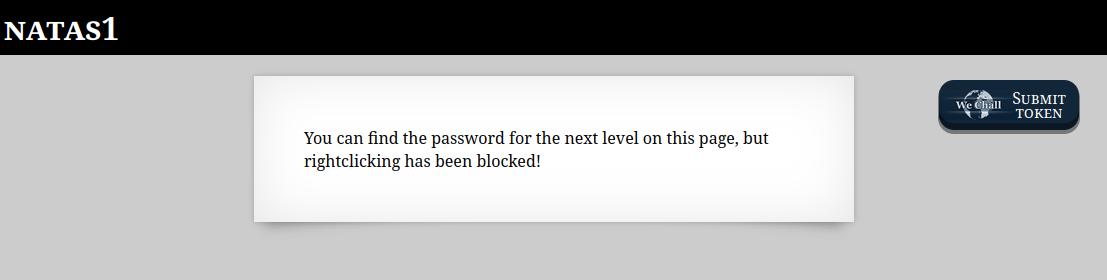 NATAS1
You can find the password for the next level on this page, but
rightclicking has been blocked!
We Chall
SUBMIT
TOKEN